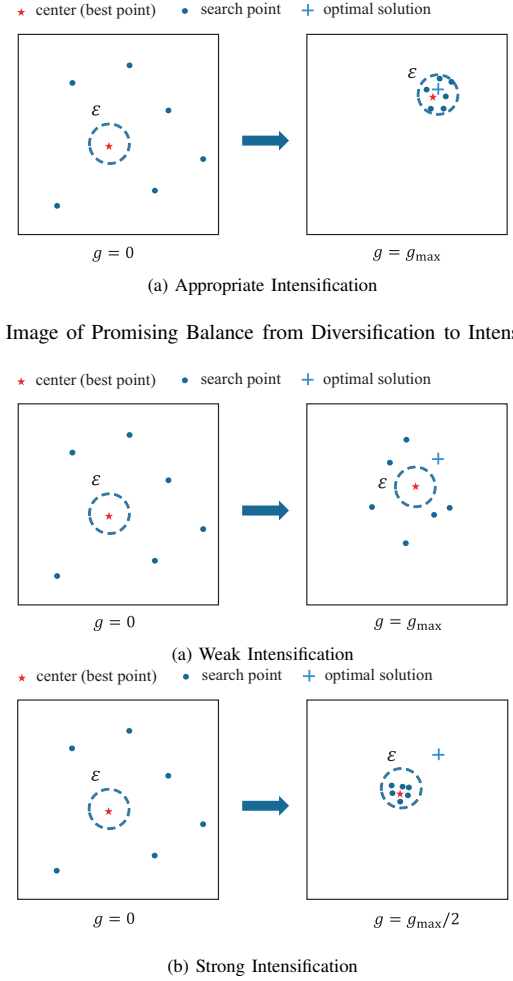 center (best point) search point optimal solution
ε ε
g = 0 g = g_max
(a) Appropriate Intensification
Image of Promising Balance from Diversification to Intens
center (best point) search point optimal solution
ε ε
g = 0 g = g_max
(a) Weak Intensification
center (best point) search point optimal solution
ε ε
g = 0 g = g_max/2
(b) Strong Intensification